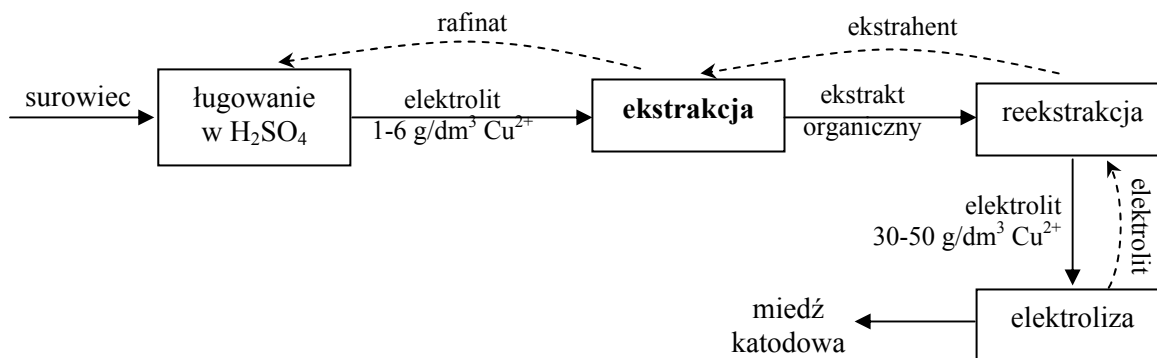 rafinat
ekstrahent
surowiec
ługowanie
w H₂SO₄
elektrolit
1-6 g/dm³ Cu²⁺
ekstrakcja
ekstrakt
organiczny
reekstrakcja
elektrolit
30-50 g/dm³ Cu²⁺
elektrolit
miedź
katodowa
elektroliza